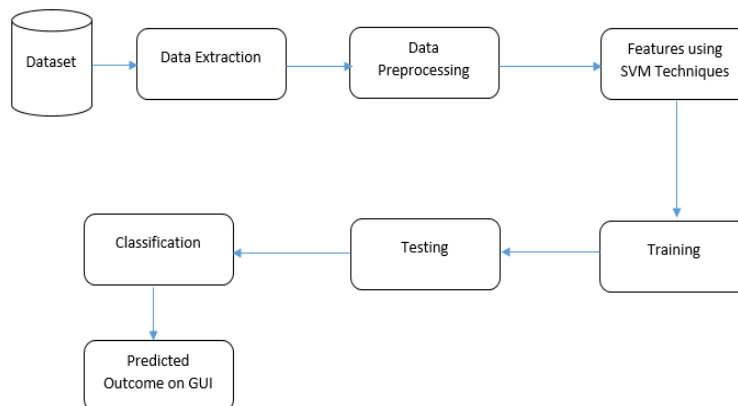 Dataset
Data Extraction
Data
Preprocessing
Features using
SVM Techniques
Training
Testing
Classification
Predicted
Outcome on GUI